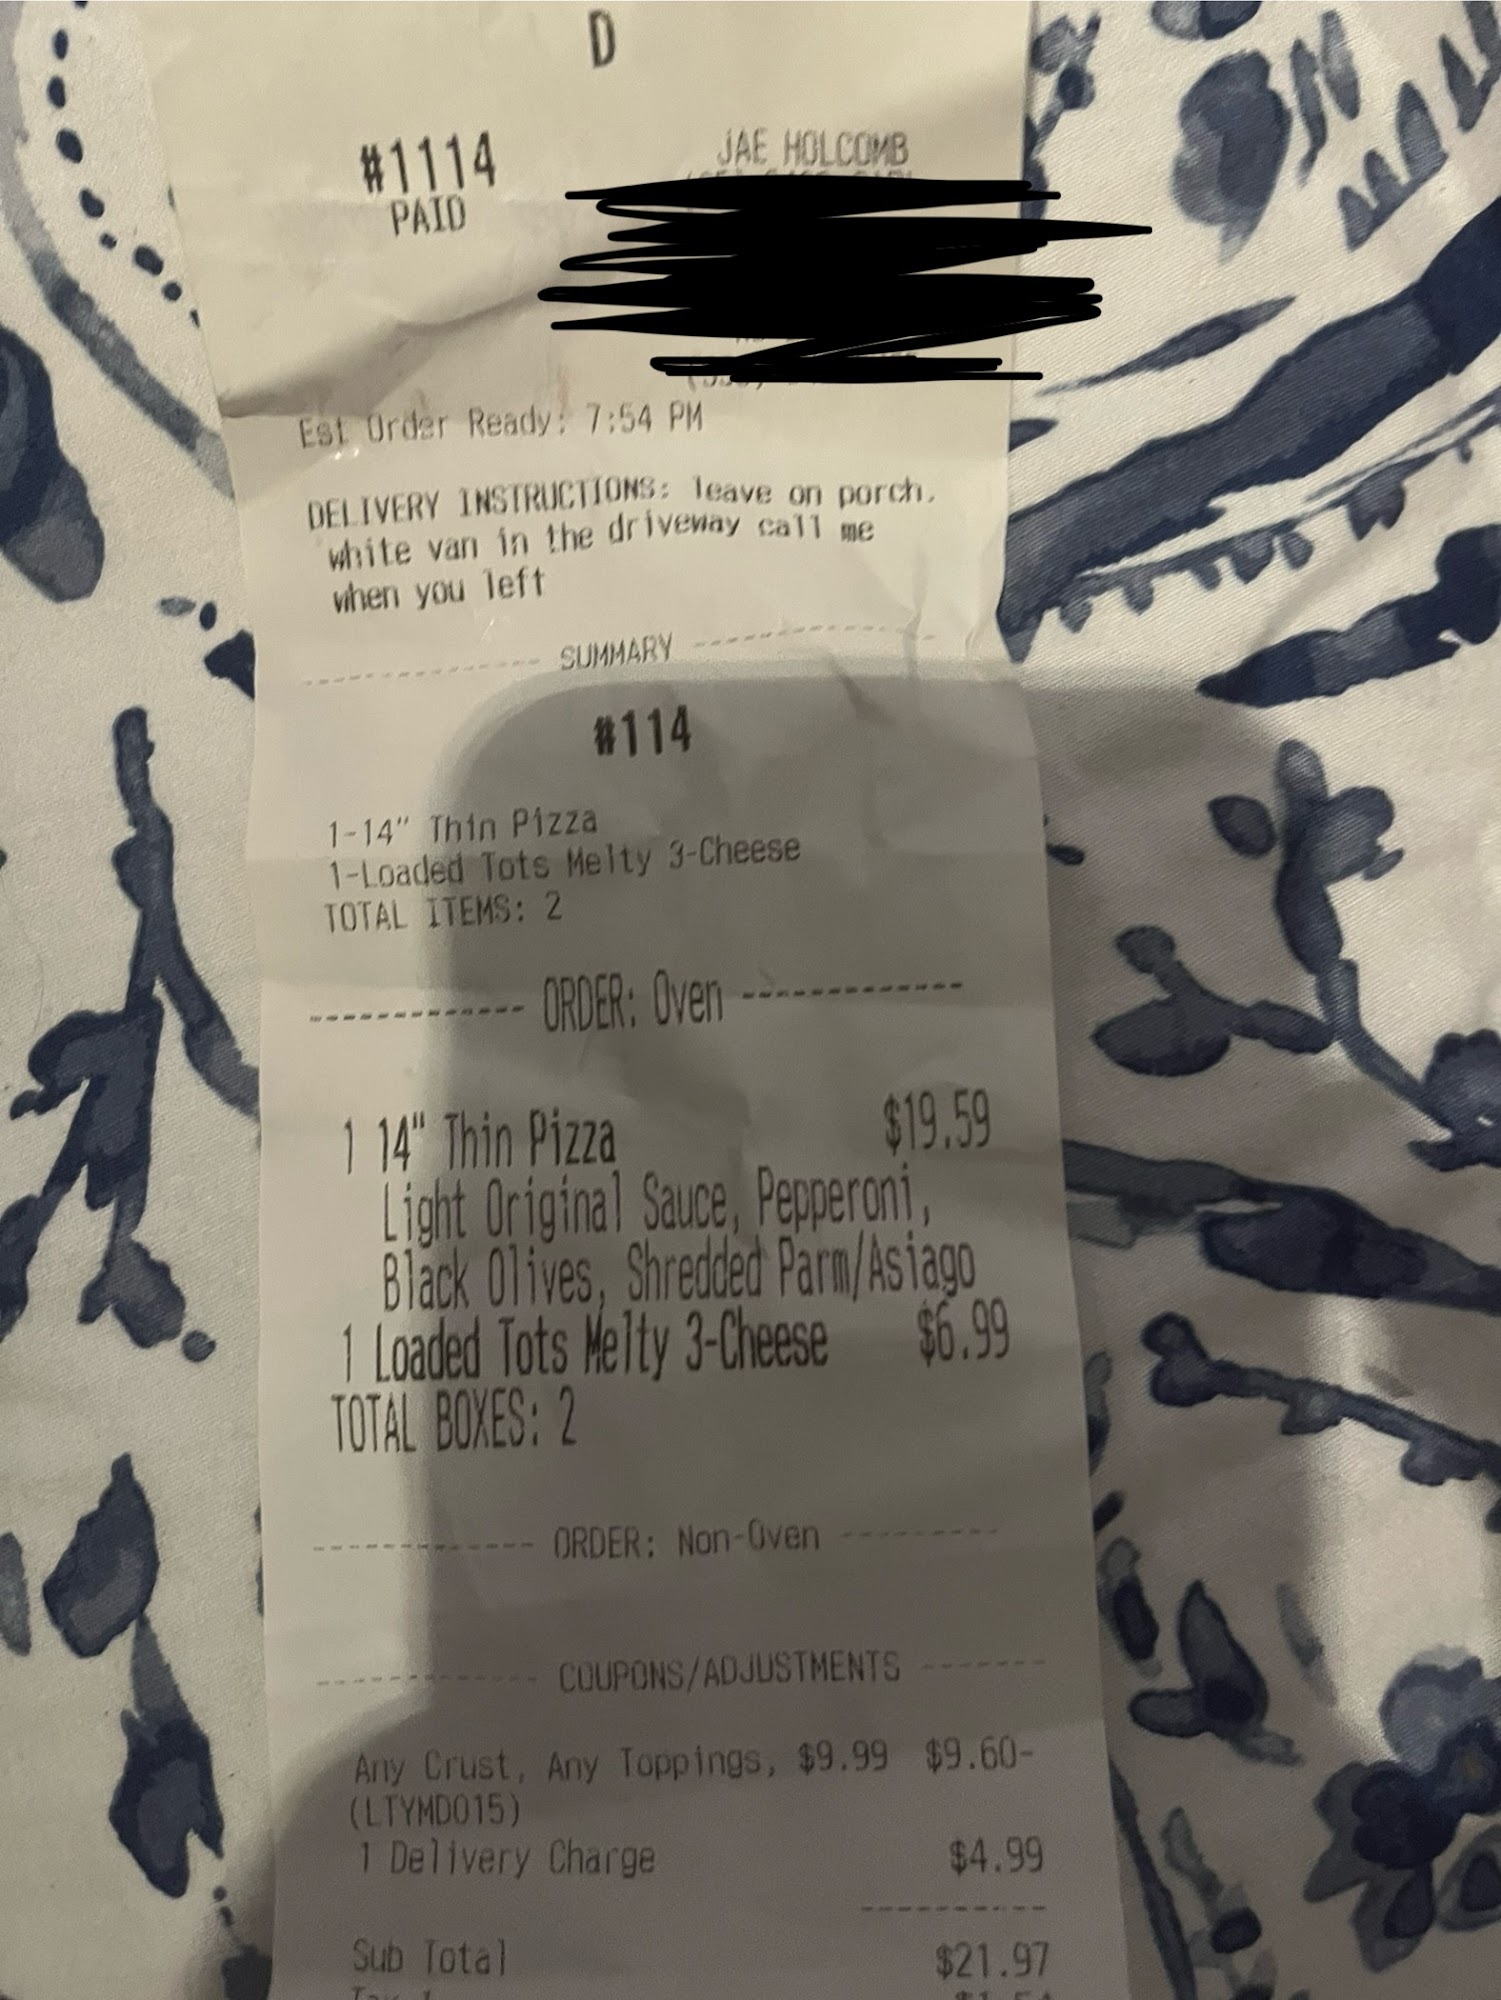 D
#1114
PAID
JAE HOLCOMB
Est Order Ready: 7:54 PM
DELIVERY INSTRUCTIONS: leave on porch.
white van in the driveway call me
when you left
SUMMARY
#114
1-14" Thin Pizza
1-Loaded Tots Melty 3-Cheese
TOTAL ITEMS: 2
ORDER: Oven
1 14" Thin Pizza $19.59
Light Original Sauce, Pepperoni,
Black Olives, Shredded Parm/Asiago
1 Loaded Tots Melty 3-Cheese $6.99
TOTAL BOXES: 2
ORDER: Non-Oven
COUPONS/ADJUSTMENTS
Any Crust, Any Toppings, $9.99 $9.60-
(LTYMDO15)
1 Delivery Charge $4.99
Sub Total $21.97